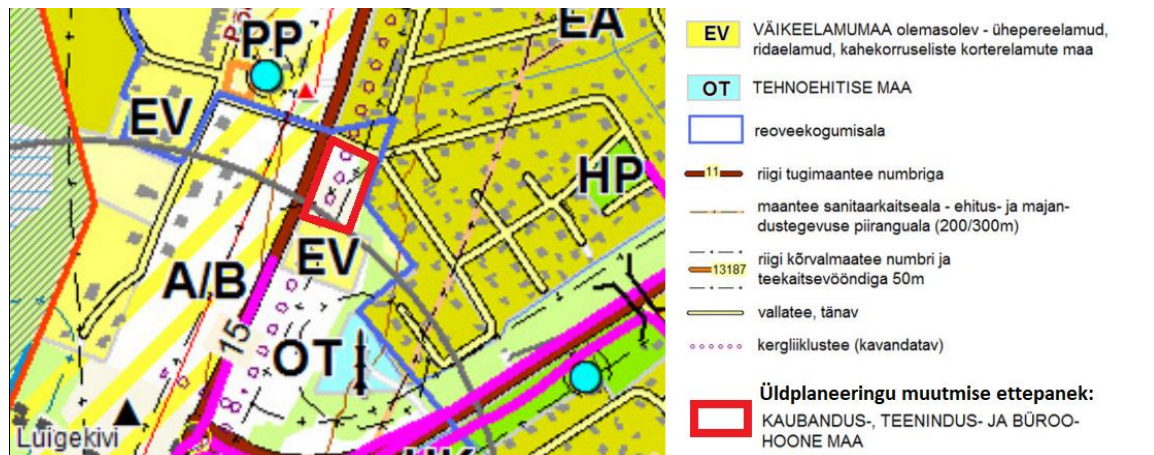 PP
EA
EV
HP
EV
A/B
15
OT
Luigekivi
EV VÄIKEELAMUMAA olemasolev - ühepereelamud,
ridaelamud, kahekorruseliste korterelamute maa
OT TEHNOEHITISE MAA
reoveekogumisala
11 riigi tugimaantee numbriga
maantee sanitaarkaitseala - ehitus- ja majan-
dustegevuse piiranguala (200/300m)
13187 riigi kõrvalmaatee numbri ja
teekaitsevööndiga 50m
vallatee, tänav
kergliiklustee (kavandatav)
Üldplaneeringu muutmise ettepanek:
KAUBANDUS-, TEENINDUS- JA BÜROO-
HOONE MAA